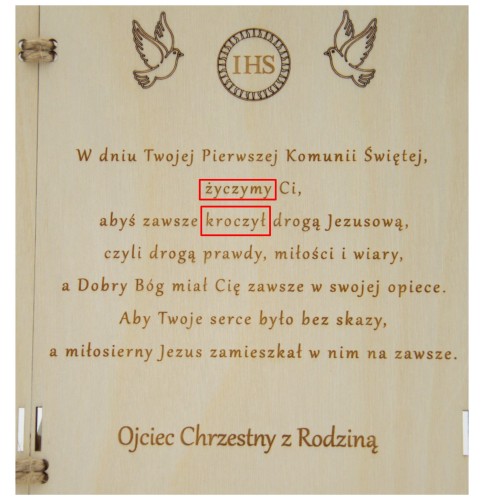 IHS
W dniu Twojej Pierwszej Komunii Świętej,
życzymy Ci,
abyś zawsze kroczył drogą Jezusową,
czyli drogą prawdy, miłości i wiary,
a Dobry Bóg miał Cię zawsze w swojej opiece.
Aby Twoje serce było bez skazy,
a miłosierny Jezus zamieszkał w nim na zawsze.
Ojciec Chrzestny z Rodziną